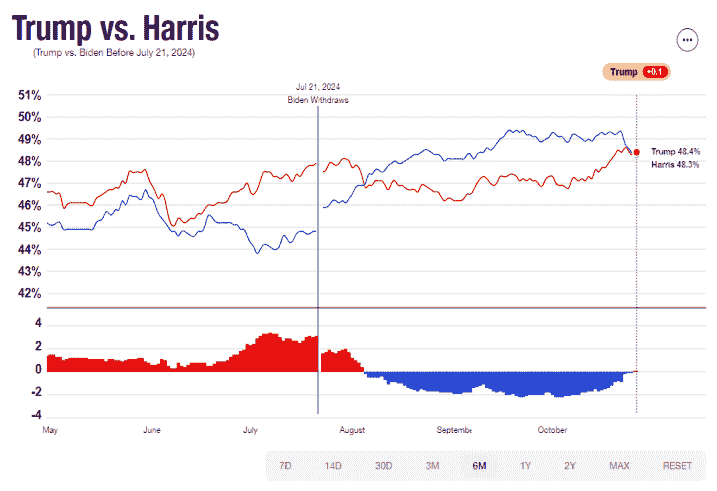 Trump vs. Harris
(Trump vs. Biden Before July 21, 2024)
•••
Trump +0.1
Jul 21, 2024
Biden Withdraws
51%
50%
49%
48%
47%
46%
45%
44%
43%
42%
Trump 48.4%
Harris 48.3%
4
2
0
-2
-4
May June July August Septembe October
7D 14D 30D 3M 6M 1Y 2Y MAX RESET